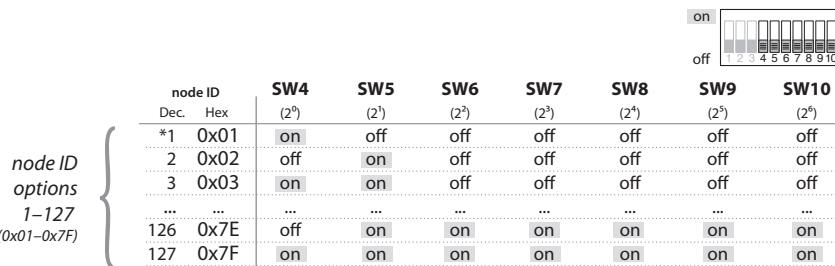 on
off 1 2 3 4 5 6 7 8 9 10
node ID SW4 SW5 SW6 SW7 SW8 SW9 SW10
Dec. Hex (2⁰) (2¹) (2²) (2³) (2⁴) (2⁵) (2⁶)
*1 0x01 on off off off off off off
2 0x02 off on off off off off off
3 0x03 on on off off off off off
... ... ... ... ... ... ... ... ...
126 0x7E off on on on on on on
127 0x7F on on on on on on on
node ID
options
1–127
(0x01–0x7F)